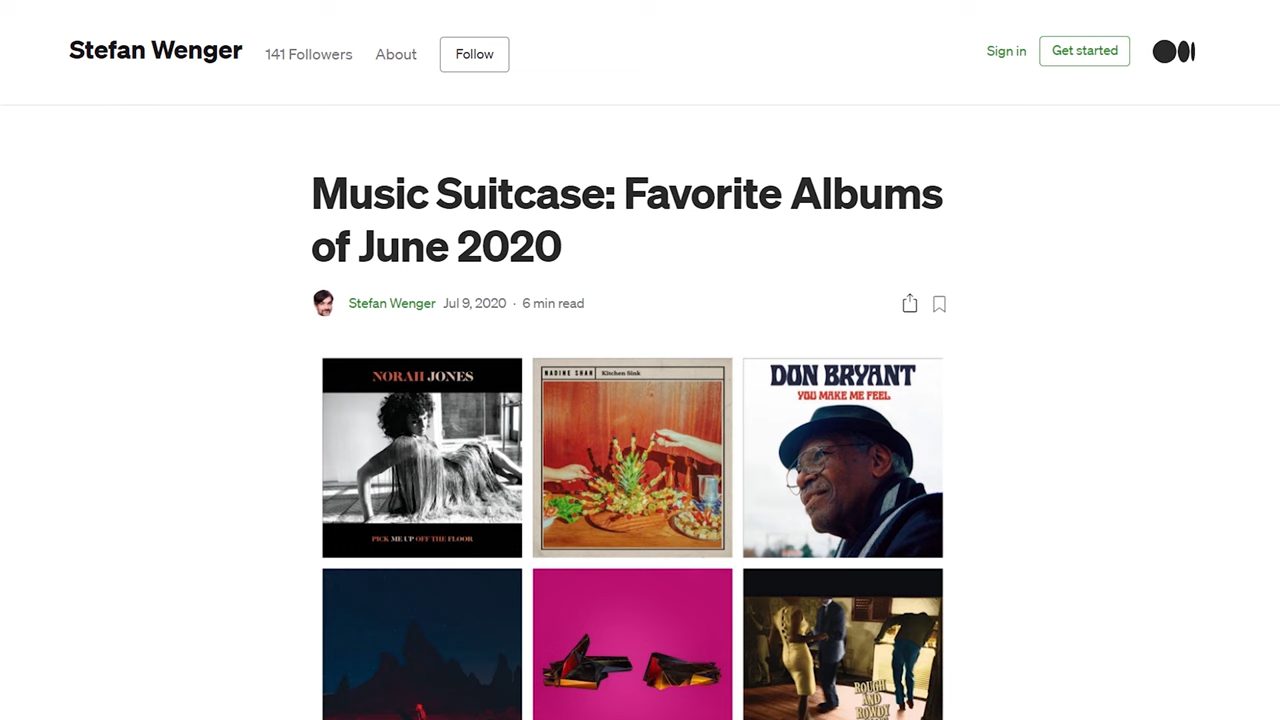 Stefan Wenger 141 Followers About Follow Sign in Get started
Music Suitcase: Favorite Albums
of June 2020
Stefan Wenger Jul 9, 2020 · 6 min read
NORAH JONES
PICK ME UP OFF THE FLOOR
NADINE SHAH Kitchen Sink
DON BRYANT
YOU MAKE ME FEEL
ROUGH
AND
ROWDY